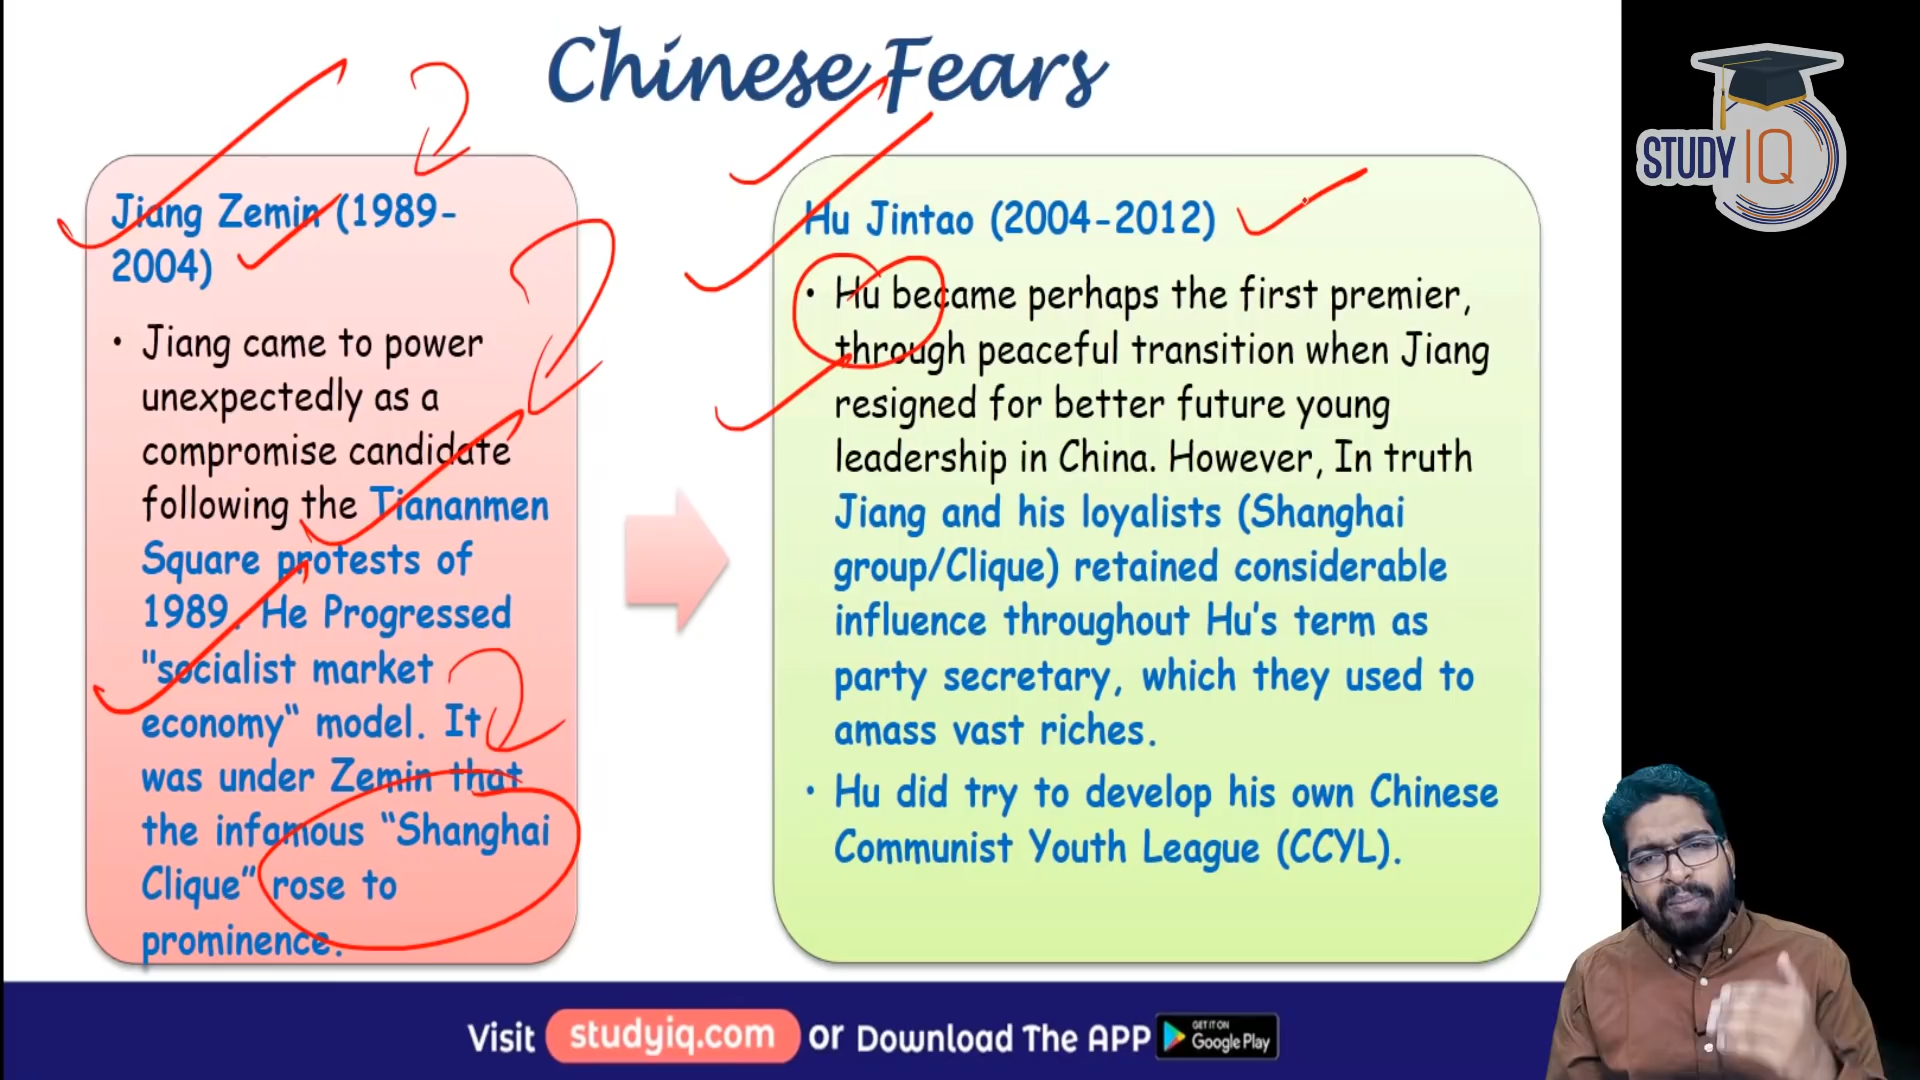 Chinese Fears
Jiang Zemin (1989-
2004)
• Jiang came to power
unexpectedly as a
compromise candidate
following the Tiananmen
Square protests of
1989. He Progressed
"socialist market
economy“ model. It
was under Zemin that
the infamous “Shanghai
Clique” rose to
prominence.
Hu Jintao (2004-2012)
• Hu became perhaps the first premier,
through peaceful transition when Jiang
resigned for better future young
leadership in China. However, In truth
Jiang and his loyalists (Shanghai
group/Clique) retained considerable
influence throughout Hu's term as
party secretary, which they used to
amass vast riches.
• Hu did try to develop his own Chinese
Communist Youth League (CCYL).
STUDY IQ
Visit studyiq.com or Download The APP
GET IT ON
Google Play